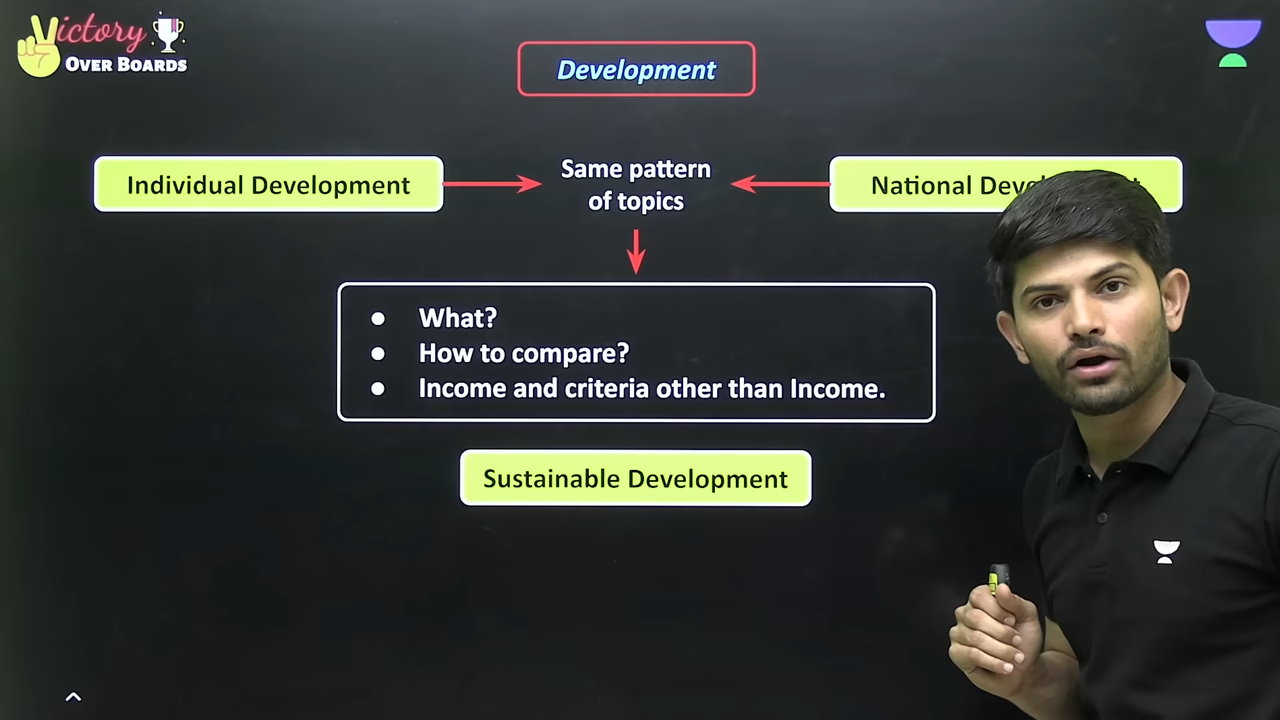 Victory
OVER BOARDS
Development
Individual Development
Same pattern
of topics
National
● What?
● How to compare?
● Income and criteria other than Income.
Sustainable Development